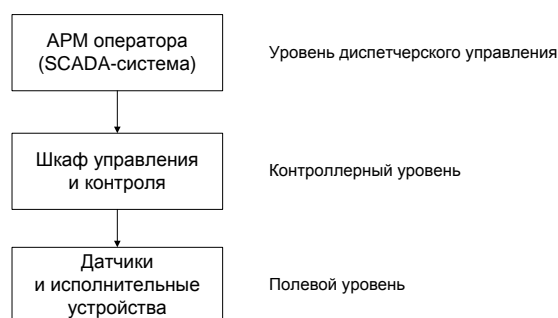 АРМ оператора
(SCADA-система)
Уровень диспетчерского управления
Шкаф управления
и контроля
Контроллерный уровень
Датчики
и исполнительные
устройства
Полевой уровень